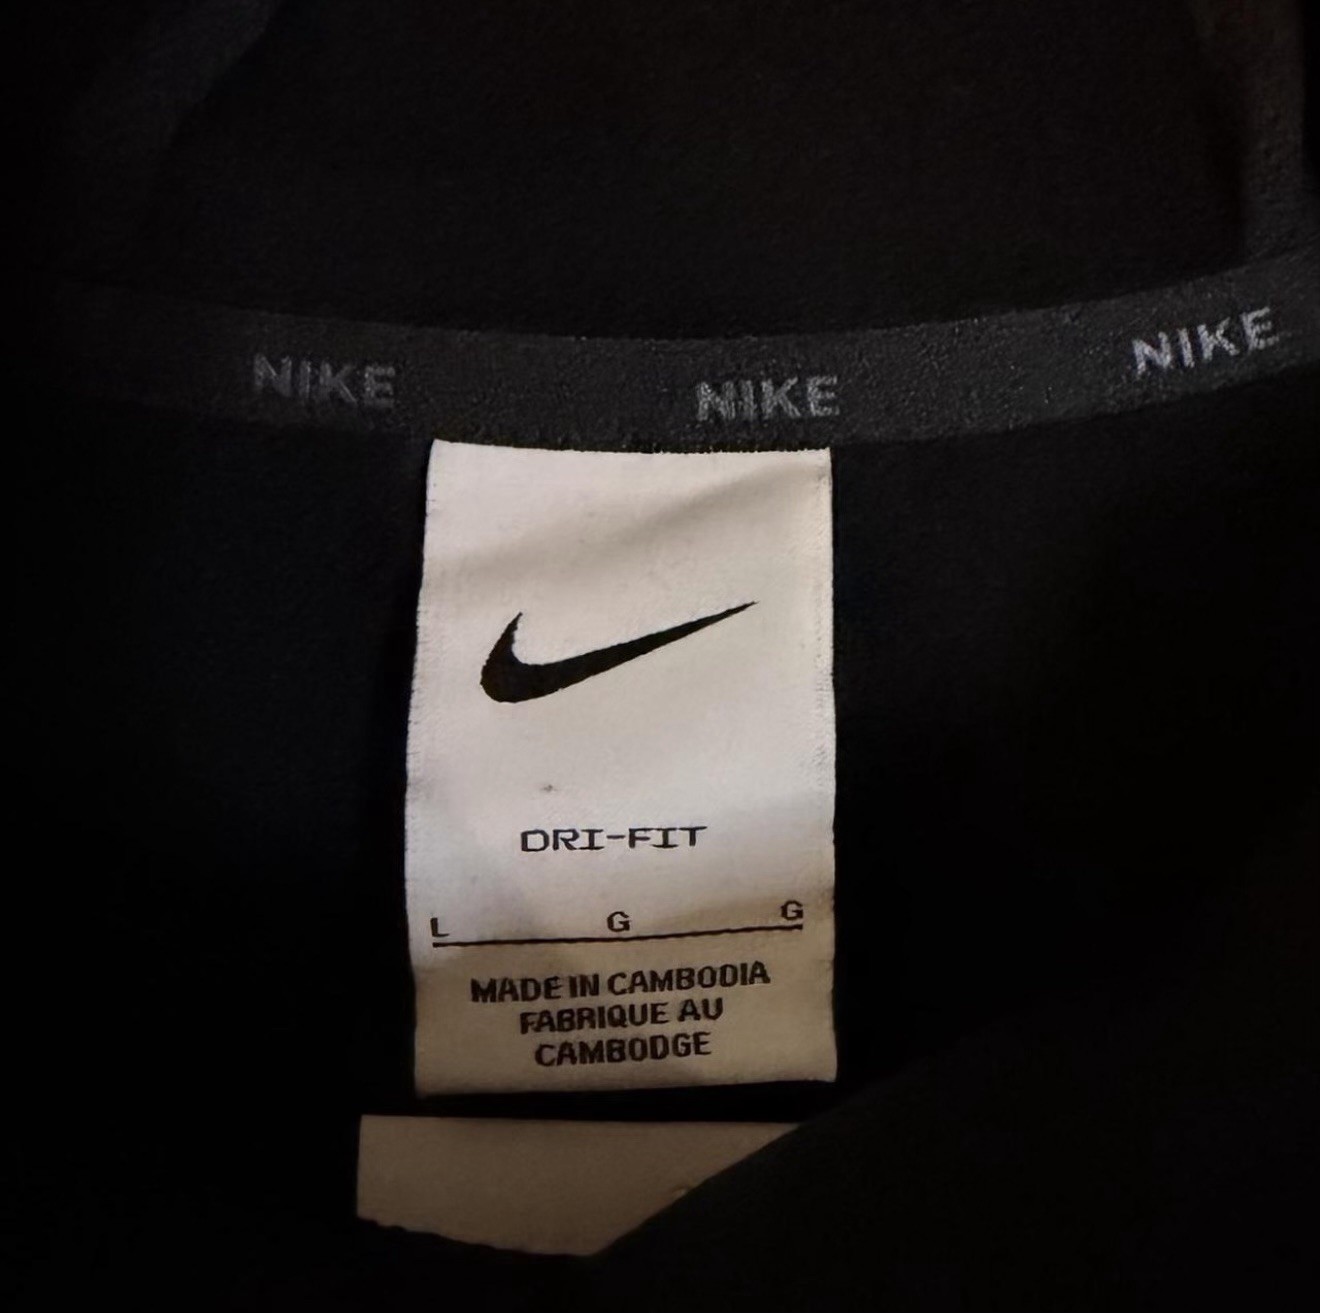 NIKE NIKE NIKE
DRI-FIT
L G G
MADE IN CAMBODIA
FABRIQUE AU
CAMBODGE